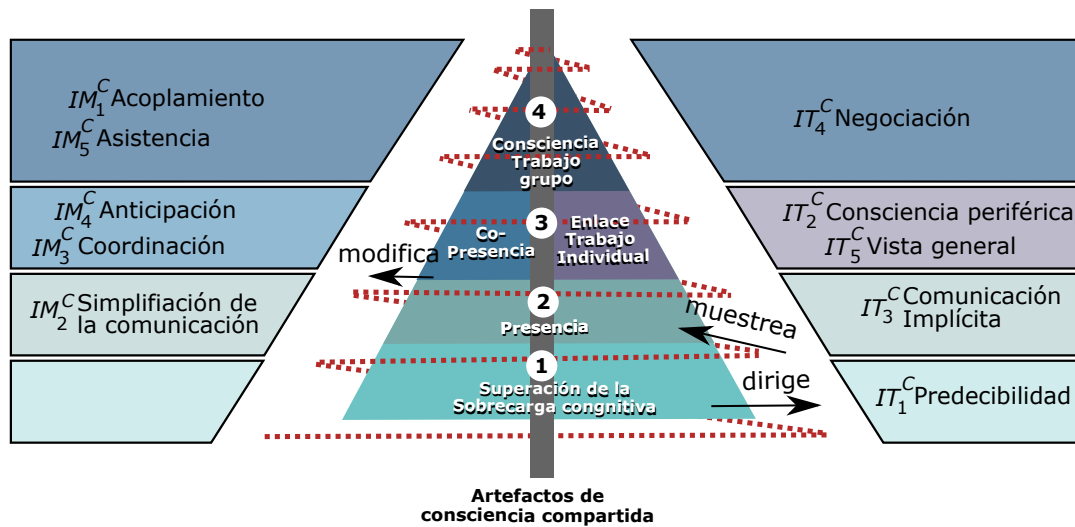 IM₁ᶜ Acoplamiento
IM₅ᶜ Asistencia
IM₄ᶜ Anticipación
IM₃ᶜ Coordinación
IM₂ᶜ Simplifiación de
la comunicación
4
Consciencia
Trabajo
grupo
3
Co-
Presencia
Enlace
Trabajo
Individual
2
Presencia
1
Superación de la
Sobrecarga congnitiva
modifica
muestrea
dirige
IT₄ᶜ Negociación
IT₂ᶜ Consciencia periférica
IT₅ᶜ Vista general
IT₃ᶜ Comunicación
Implícita
IT₁ᶜ Predecibilidad
Artefactos de
consciencia compartida